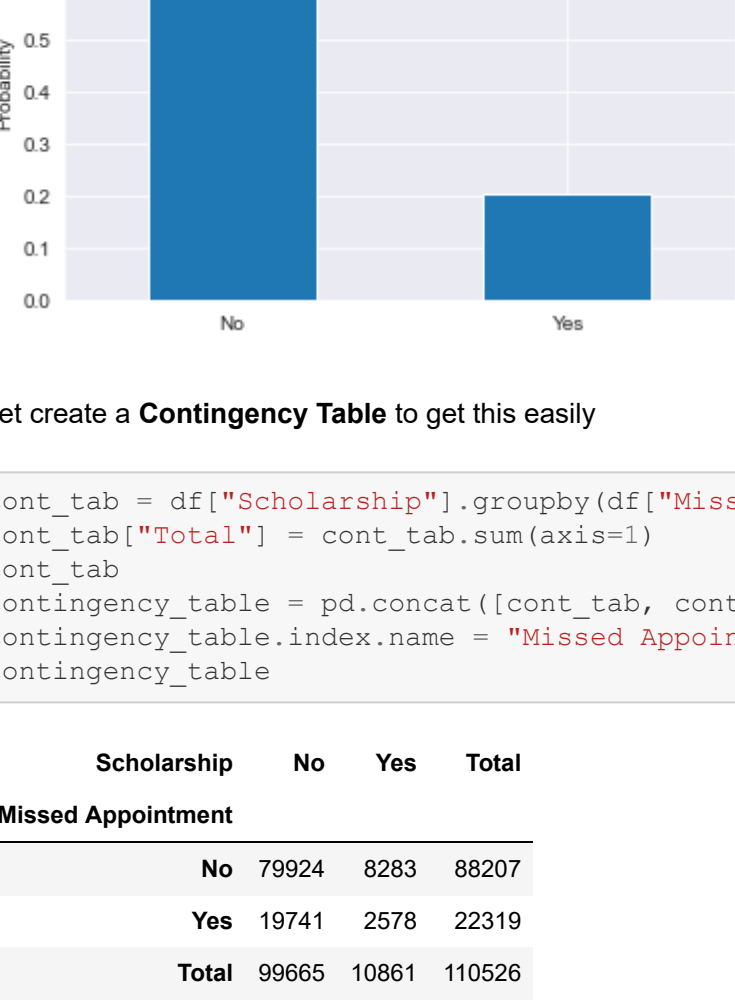 Probability
0.5
0.4
0.3
0.2
0.1
0.0
No Yes
et create a Contingency Table to get this easily
ont_tab = df["Scholarship"].groupby(df["Miss
ont_tab["Total"] = cont_tab.sum(axis=1)
ont_tab
ontingency_table = pd.concat([cont_tab, cont
ontingency_table.index.name = "Missed Appoin
ontingency_table
Scholarship No Yes Total
Missed Appointment
No 79924 8283 88207
Yes 19741 2578 22319
Total 99665 10861 110526